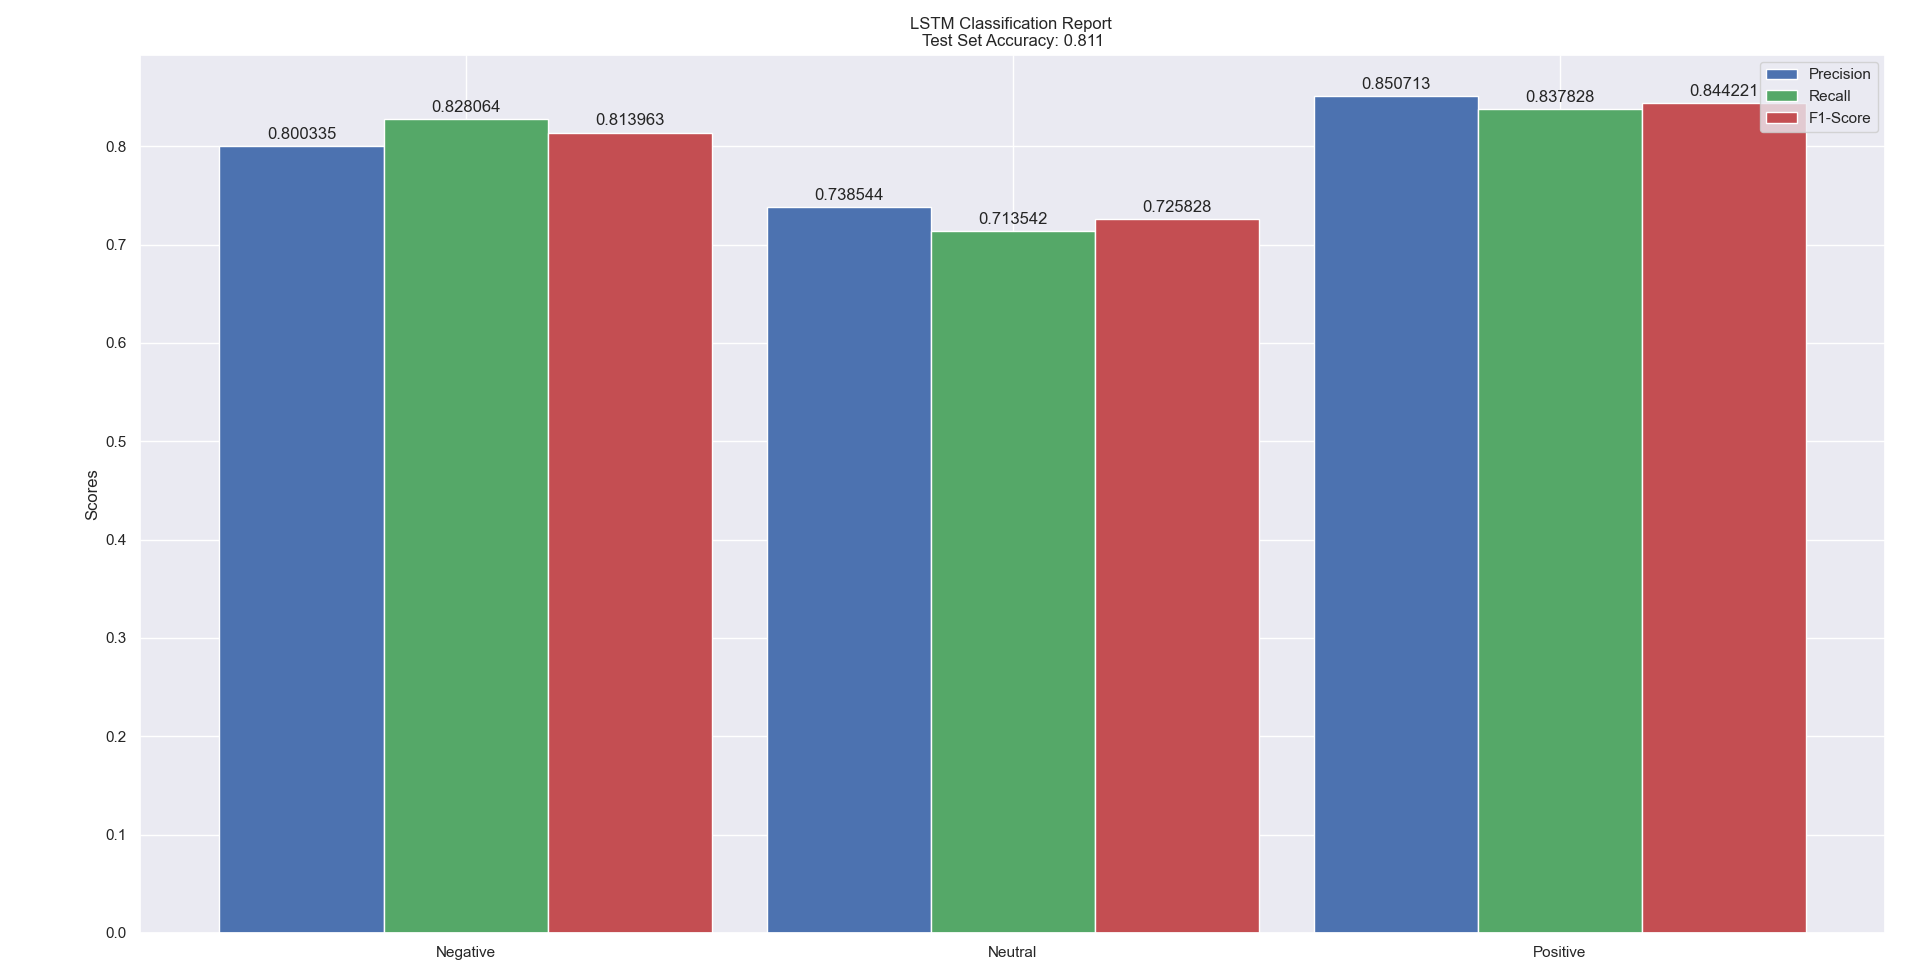 LSTM Classification Report
Test Set Accuracy: 0.811
Precision
Recall
F1-Score
0.800335
0.828064
0.813963
0.738544
0.713542
0.725828
0.850713
0.837828
0.844221
Scores
0.8
0.7
0.6
0.5
0.4
0.3
0.2
0.1
0.0
Negative
Neutral
Positive